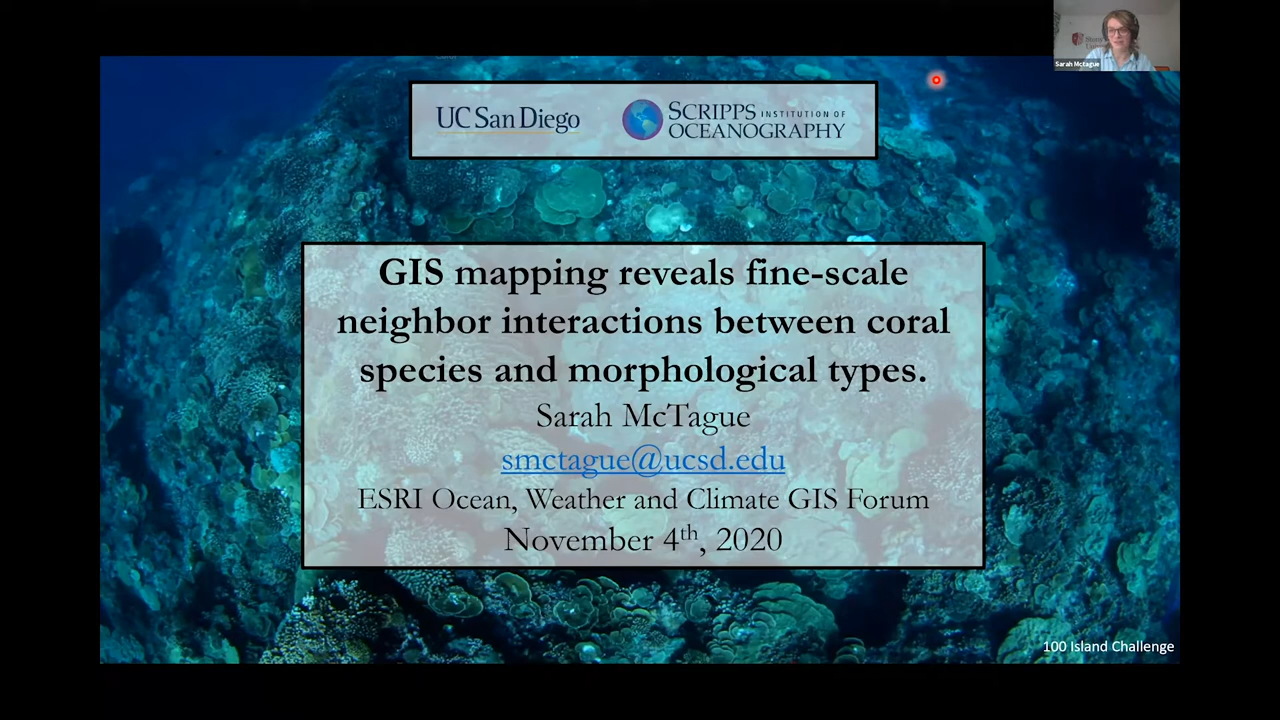 Sarah Mctague
UC San Diego
SCRIPPS INSTITUTION OF
OCEANOGRAPHY
GIS mapping reveals fine-scale
neighbor interactions between coral
species and morphological types.
Sarah McTague
smctague@ucsd.edu
ESRI Ocean, Weather and Climate GIS Forum
November 4th, 2020
100 Island Challenge